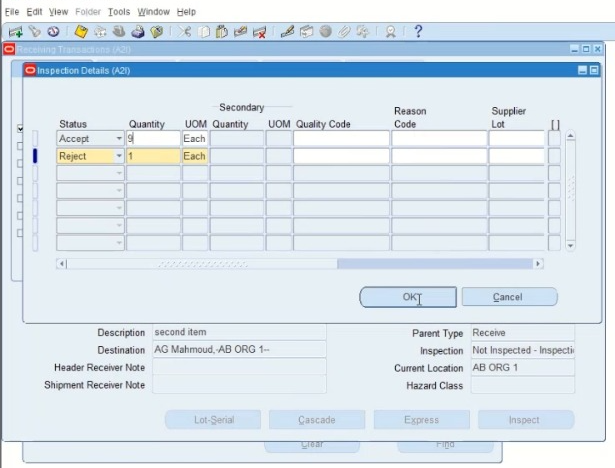 File Edit View Folder Tools Window Help
Receiving Transactions (A2I)
Inspection Details (A2I)
Secondary
Reason Supplier
Status Quantity UOM Quantity UOM Quality Code Code Lot [ ]
Accept 9 Each
Reject 1 Each
OK Cancel
Description second item Parent Type Receive
Destination AG Mahmoud,-AB ORG 1-- Inspection Not Inspected - Inspecti
Header Receiver Note Current Location AB ORG 1
Shipment Receiver Note Hazard Class
Lot-Serial Cascade Express Inspect
Clear Find